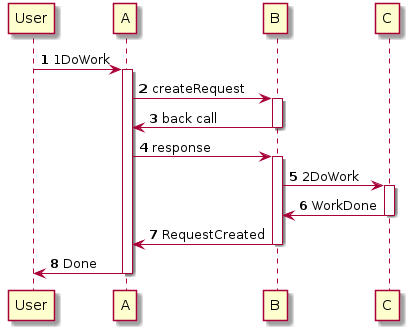 User A B C
1 1DoWork
2 createRequest
3 back call
4 response
5 2DoWork
6 WorkDone
7 RequestCreated
8 Done
User A B C